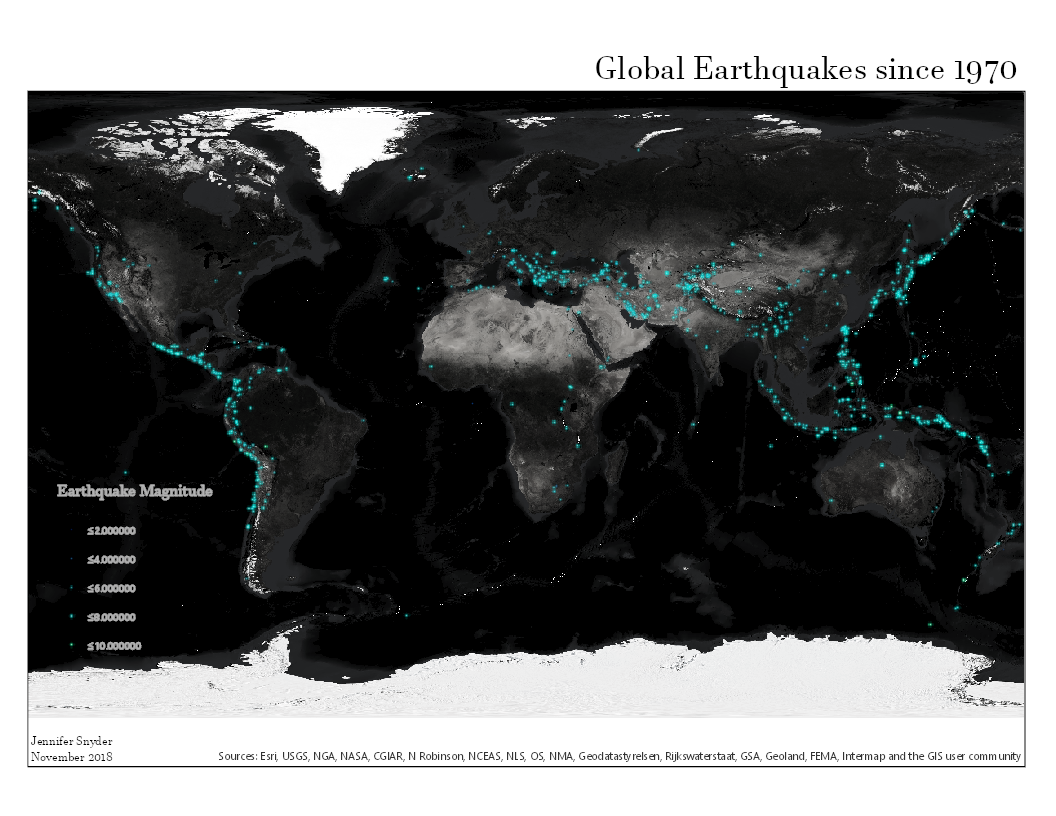 Global Earthquakes since 1970
Earthquake Magnitude
≤2.000000
≤4.000000
≤6.000000
≤8.000000
≤10.000000
Jennifer Snyder
November 2018
Sources: Esri, USGS, NGA, NASA, CGIAR, N Robinson, NCEAS, NLS, OS, NMA, Geodatastyrelsen, Rijkswaterstaat, GSA, Geoland, FEMA, Intermap and the GIS user community